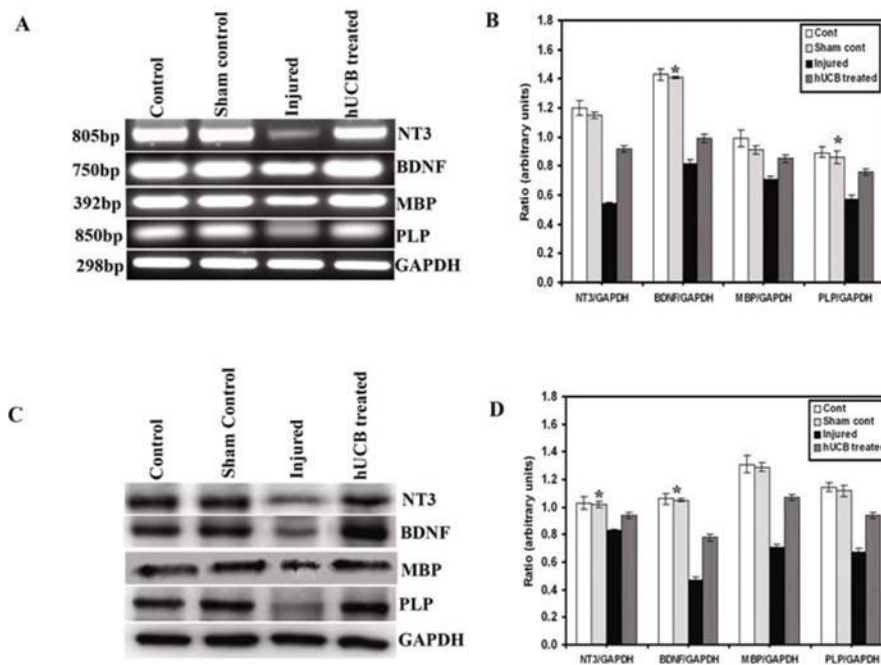 A
Control
Sham control
Injured
hUCB treated
805bp NT3
750bp BDNF
392bp MBP
850bp PLP
298bp GAPDH
B
Ratio (arbitrary units)
1.8
1.6
1.4
1.2
1.0
0.8
0.6
0.4
0.2
0.0
Cont
Sham cont
Injured
hUCB treated
*
*
NT3/GAPDH BDNF/GAPDH MBP/GAPDH PLP/GAPDH
C
Control
Sham Control
Injured
hUCB treated
NT3
BDNF
MBP
PLP
GAPDH
D
Ratio (arbitrary units)
1.8
1.6
1.4
1.2
1.0
0.8
0.6
0.4
0.2
0.0
Cont
Sham cont
Injured
hUCB treated
*
*
NT3/GAPDH BDNF/GAPDH MBP/GAPDH PLP/GAPDH